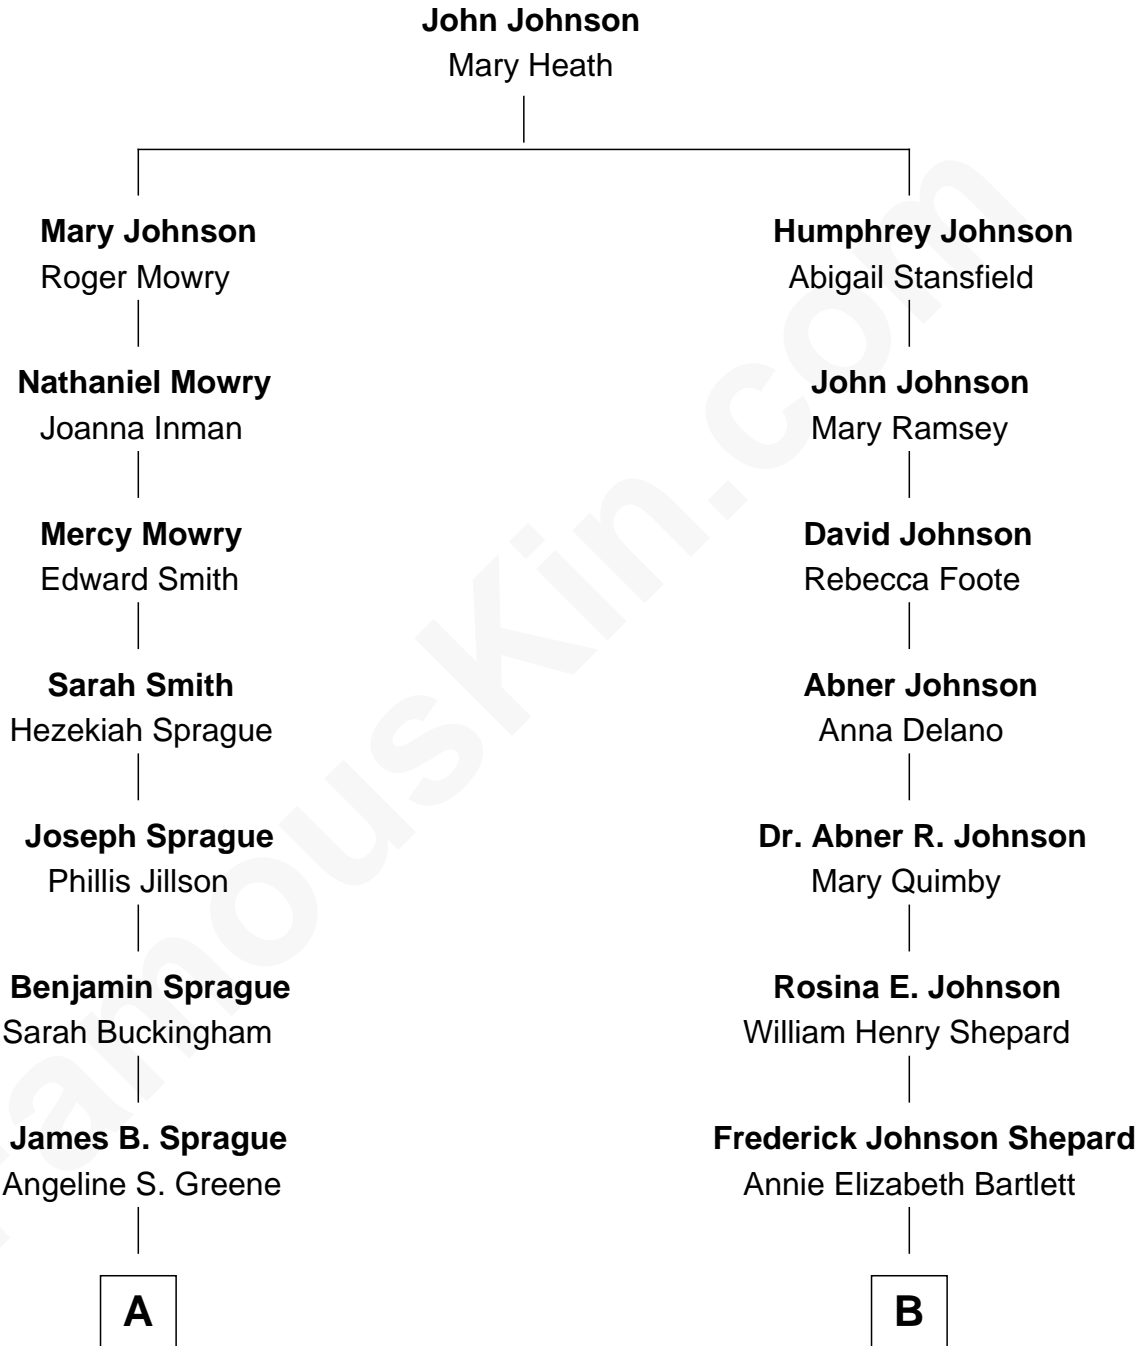 John Johnson
Mary Heath
Mary Johnson
Roger Mowry
Humphrey Johnson
Abigail Stansfield
Nathaniel Mowry
Joanna Inman
John Johnson
Mary Ramsey
Mercy Mowry
Edward Smith
David Johnson
Rebecca Foote
Sarah Smith
Hezekiah Sprague
Abner Johnson
Anna Delano
Joseph Sprague
Phillis Jillson
Dr. Abner R. Johnson
Mary Quimby
Benjamin Sprague
Sarah Buckingham
Rosina E. Johnson
William Henry Shepard
James B. Sprague
Angeline S. Greene
Frederick Johnson Shepard
Annie Elizabeth Bartlett
A
B
FamousKin.com